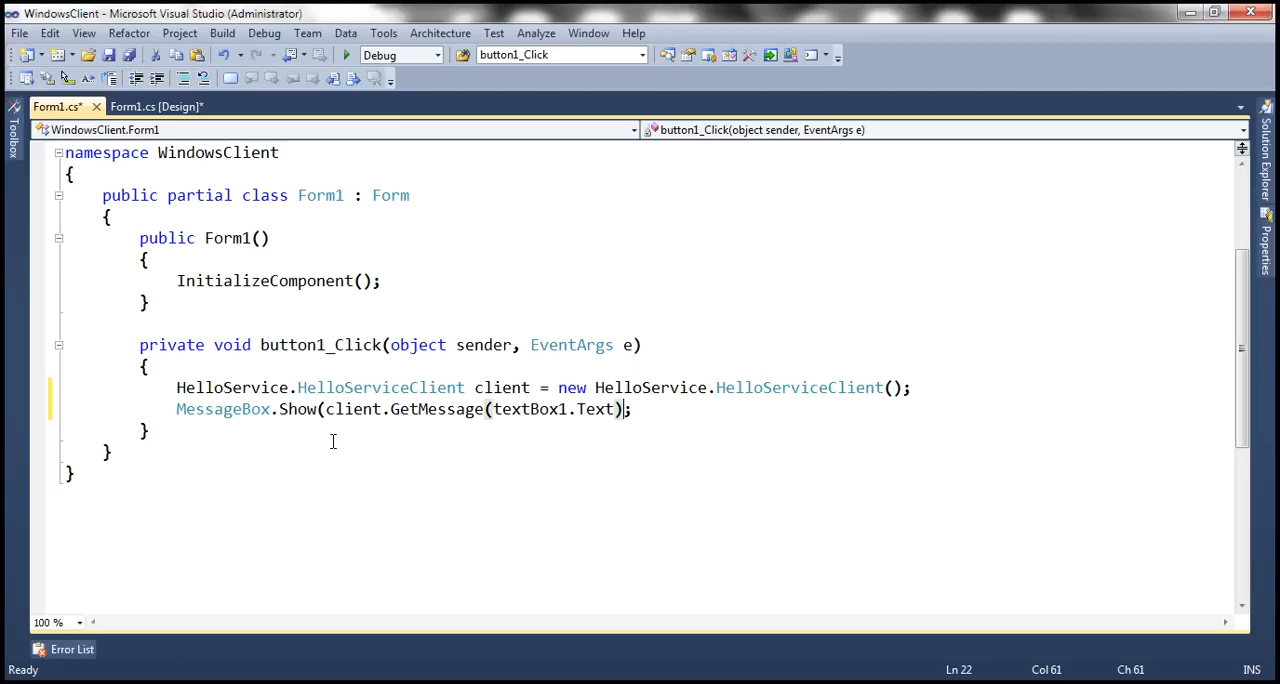 WindowsClient - Microsoft Visual Studio (Administrator)
File Edit View Refactor Project Build Debug Team Data Tools Architecture Test Analyze Window Help
Debug button1_Click
Form1.cs* Form1.cs [Design]*
WindowsClient.Form1 button1_Click(object sender, EventArgs e)
Toolbox
Solution Explorer
Properties
namespace WindowsClient
{
public partial class Form1 : Form
{
public Form1()
{
InitializeComponent();
}
private void button1_Click(object sender, EventArgs e)
{
HelloService.HelloServiceClient client = new HelloService.HelloServiceClient();
MessageBox.Show(client.GetMessage(textBox1.Text);
}
}
}
100 %
Error List
Ready Ln 22 Col 61 Ch 61 INS